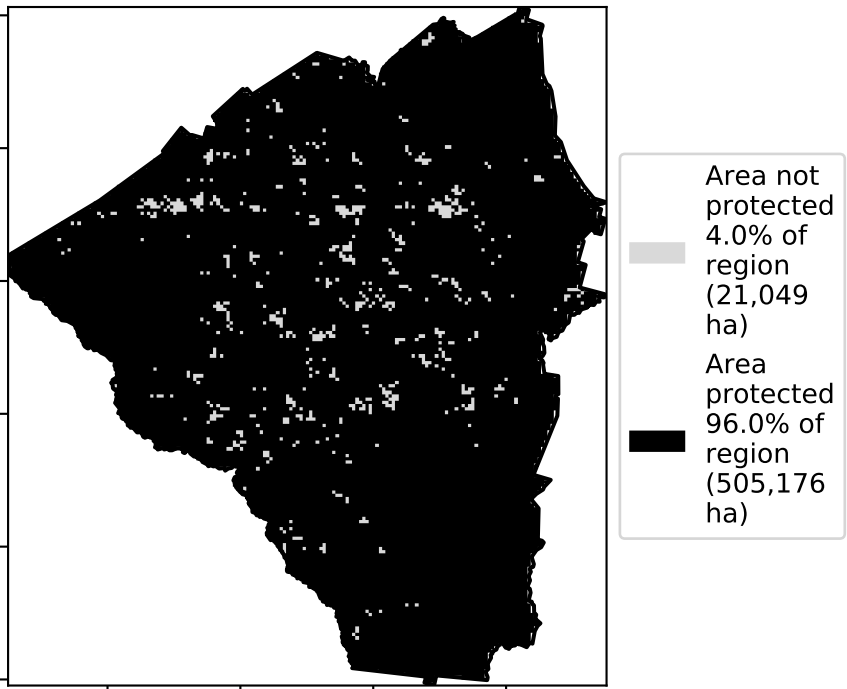 Area not
protected
4.0% of
region
(21,049
ha)
Area
protected
96.0% of
region
(505,176
ha)